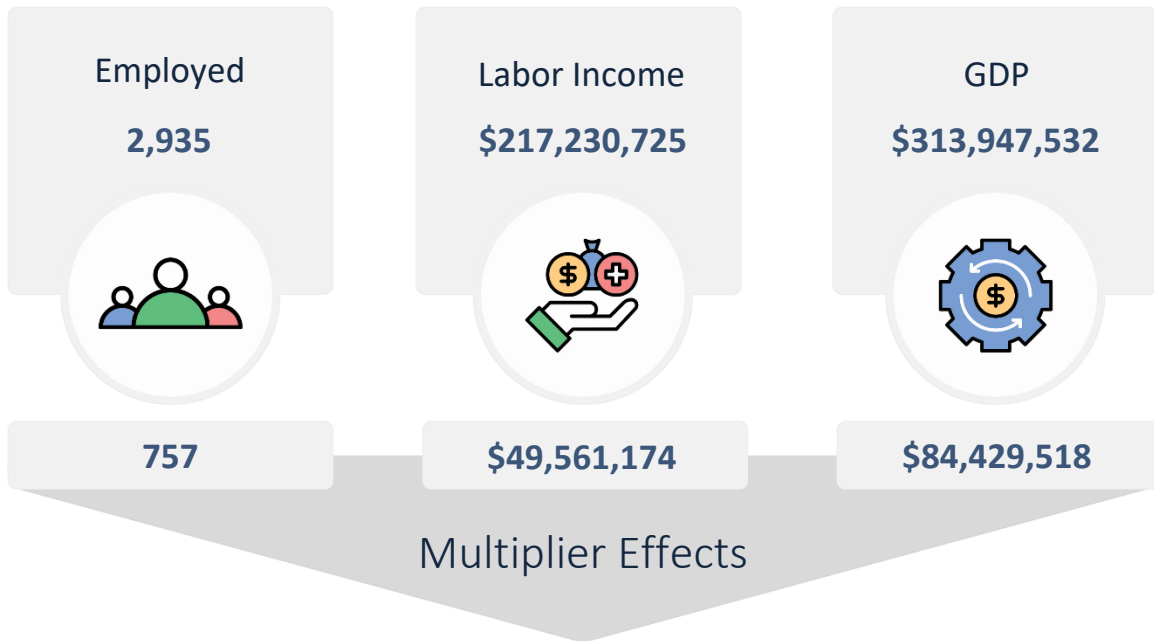 Employed
2,935
Labor Income
$217,230,725
GDP
$313,947,532
$
$
757
$49,561,174
$84,429,518
Multiplier Effects